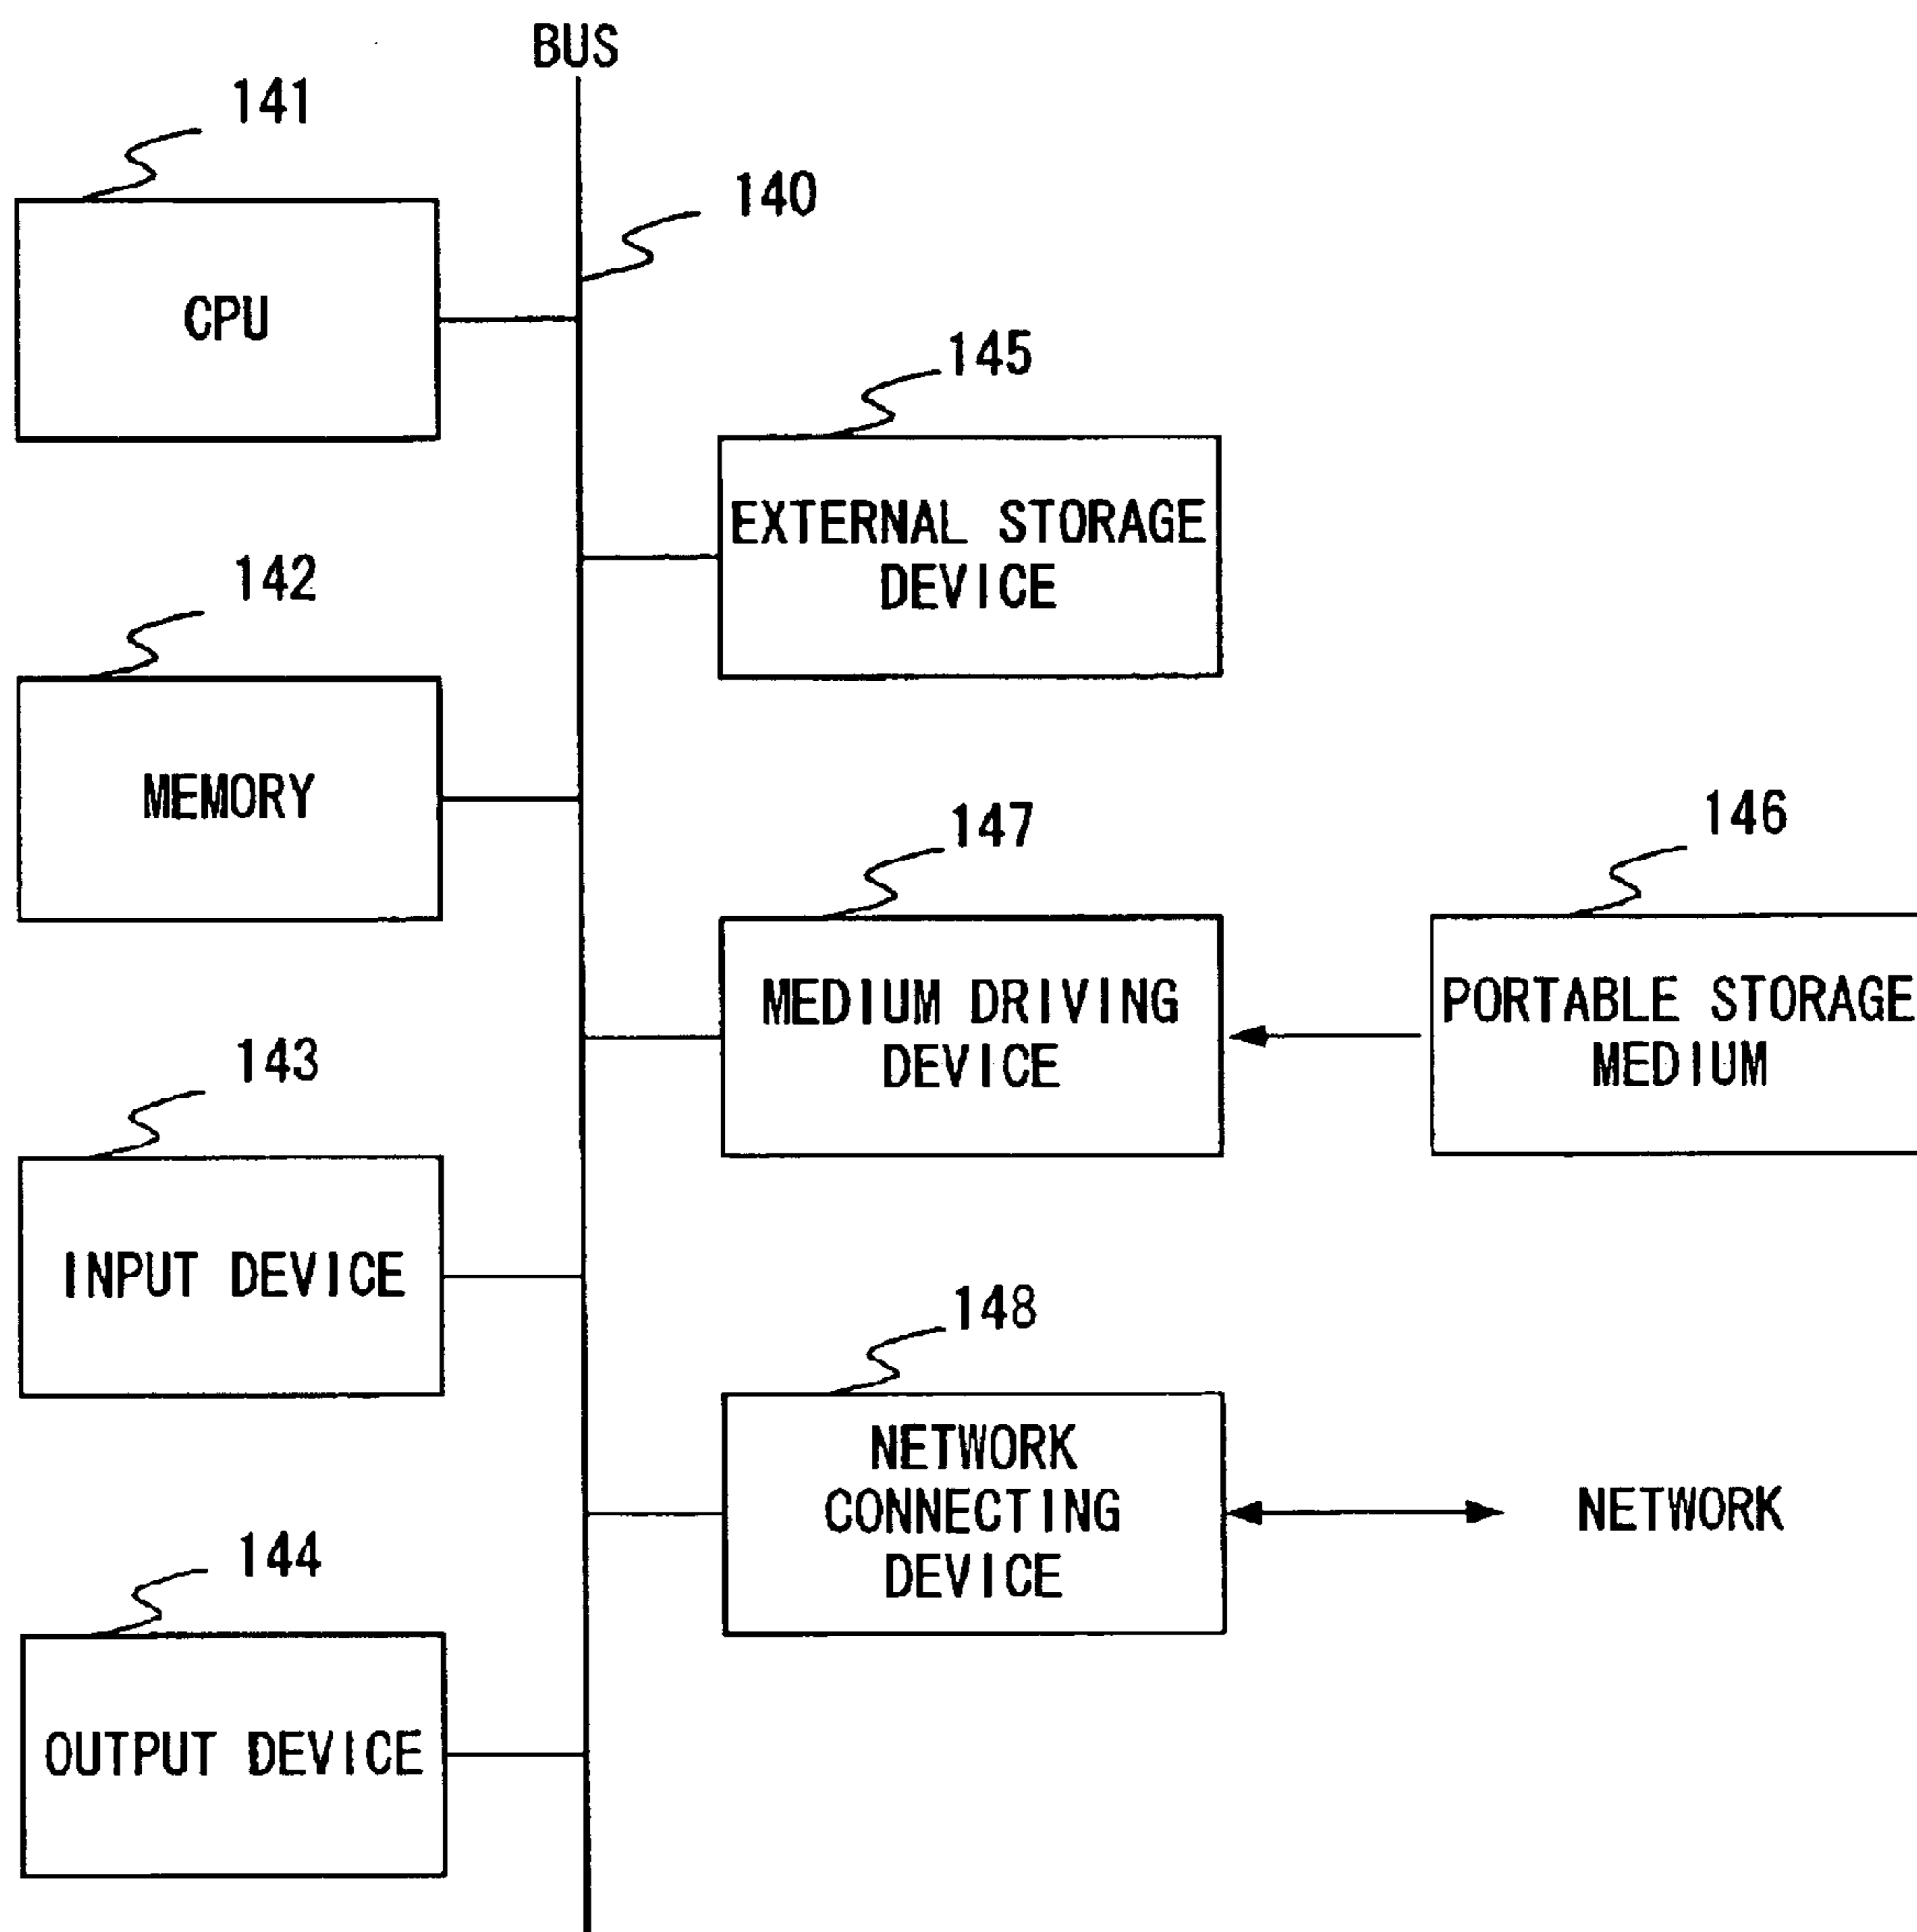 BUS
141
140
CPU
145
EXTERNAL STORAGE
DEVICE
142
MEMORY
147
146
MEDIUM DRIVING
DEVICE
PORTABLE STORAGE
MEDIUM
143
INPUT DEVICE
148
NETWORK
CONNECTING
DEVICE
NETWORK
144
OUTPUT DEVICE